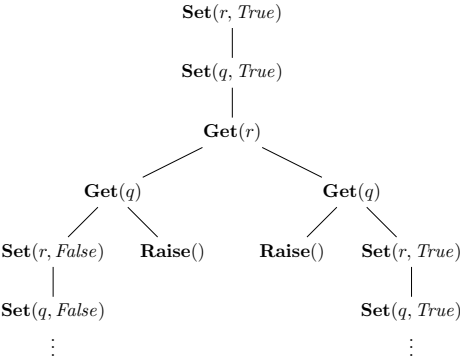 Set(r, True)
Set(q, True)
Get(r)
Get(q) Get(q)
Set(r, False) Raise() Raise() Set(r, True)
Set(q, False) Set(q, True)
⋮ ⋮